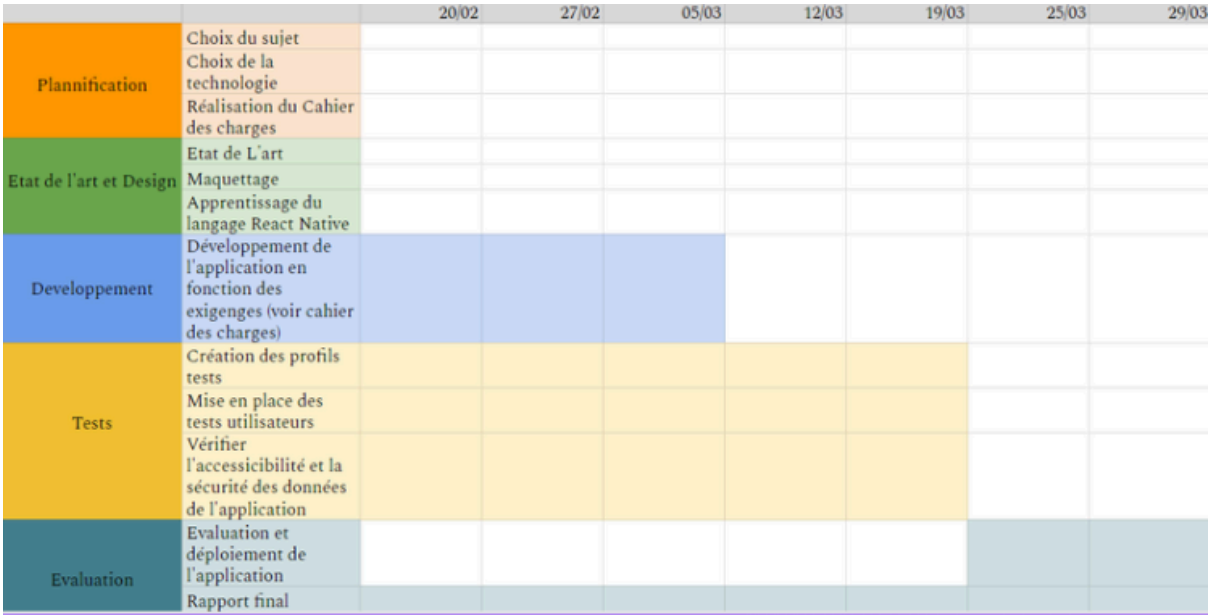 20/02 27/02 05/03 12/03 19/03 25/03 29/03
Plannification
Choix du sujet
Choix de la
technologie
Réalisation du Cahier
des charges
Etat de l'art et Design
Etat de L'art
Maquettage
Apprentissage du
langage React Native
Developpement
Développement de
l'application en
fonction des
exigenges (voir cahier
des charges)
Tests
Création des profils
tests
Mise en place des
tests utilisateurs
Vérifier
l'accessicibilité et la
sécurité des données
de l'application
Evaluation
Evaluation et
déploiement de
l'application
Rapport final